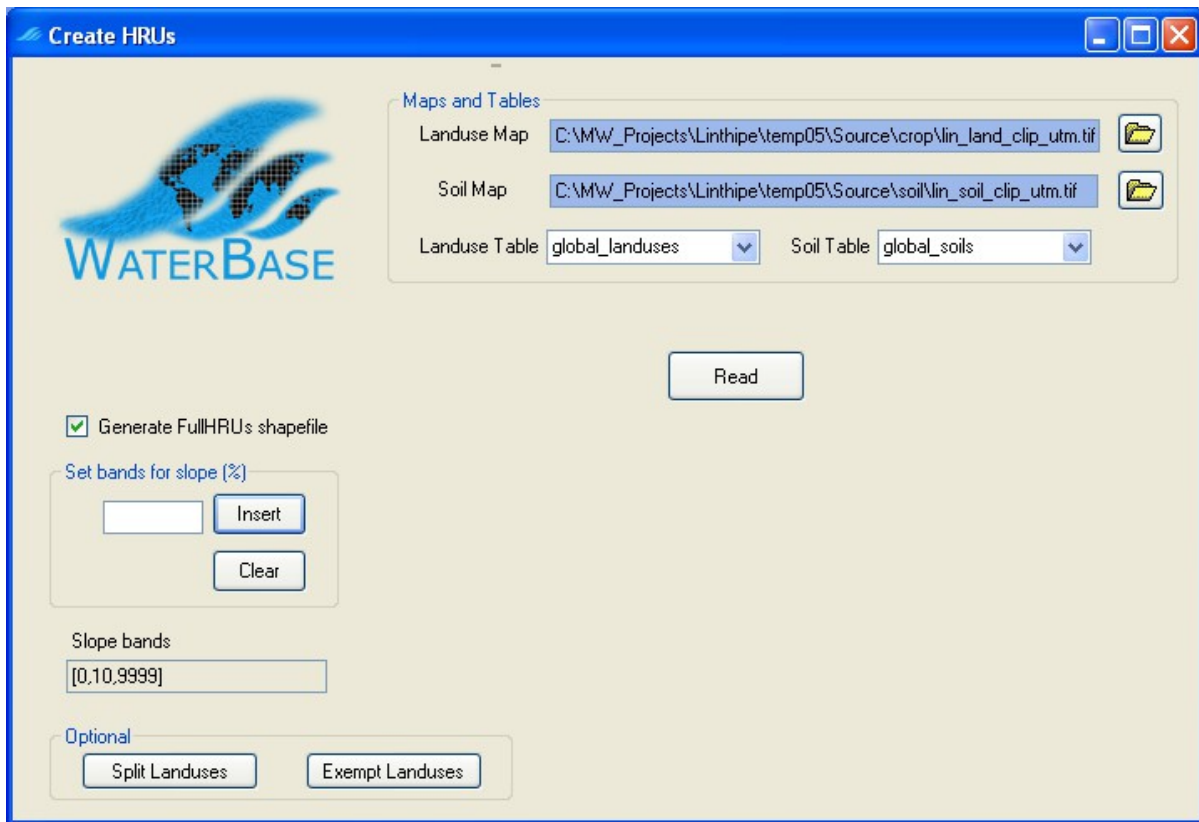 Create HRUs
WATERBASE
Maps and Tables
Landuse Map C:\MW_Projects\Linthipe\temp05\Source\crop\lin_land_clip_utm.tif
Soil Map C:\MW_Projects\Linthipe\temp05\Source\soil\lin_soil_clip_utm.tif
Landuse Table global_landuses Soil Table global_soils
Read
Generate FullHRUs shapefile
Set bands for slope (%)
Insert
Clear
Slope bands
[0,10,9999]
Optional
Split Landuses Exempt Landuses